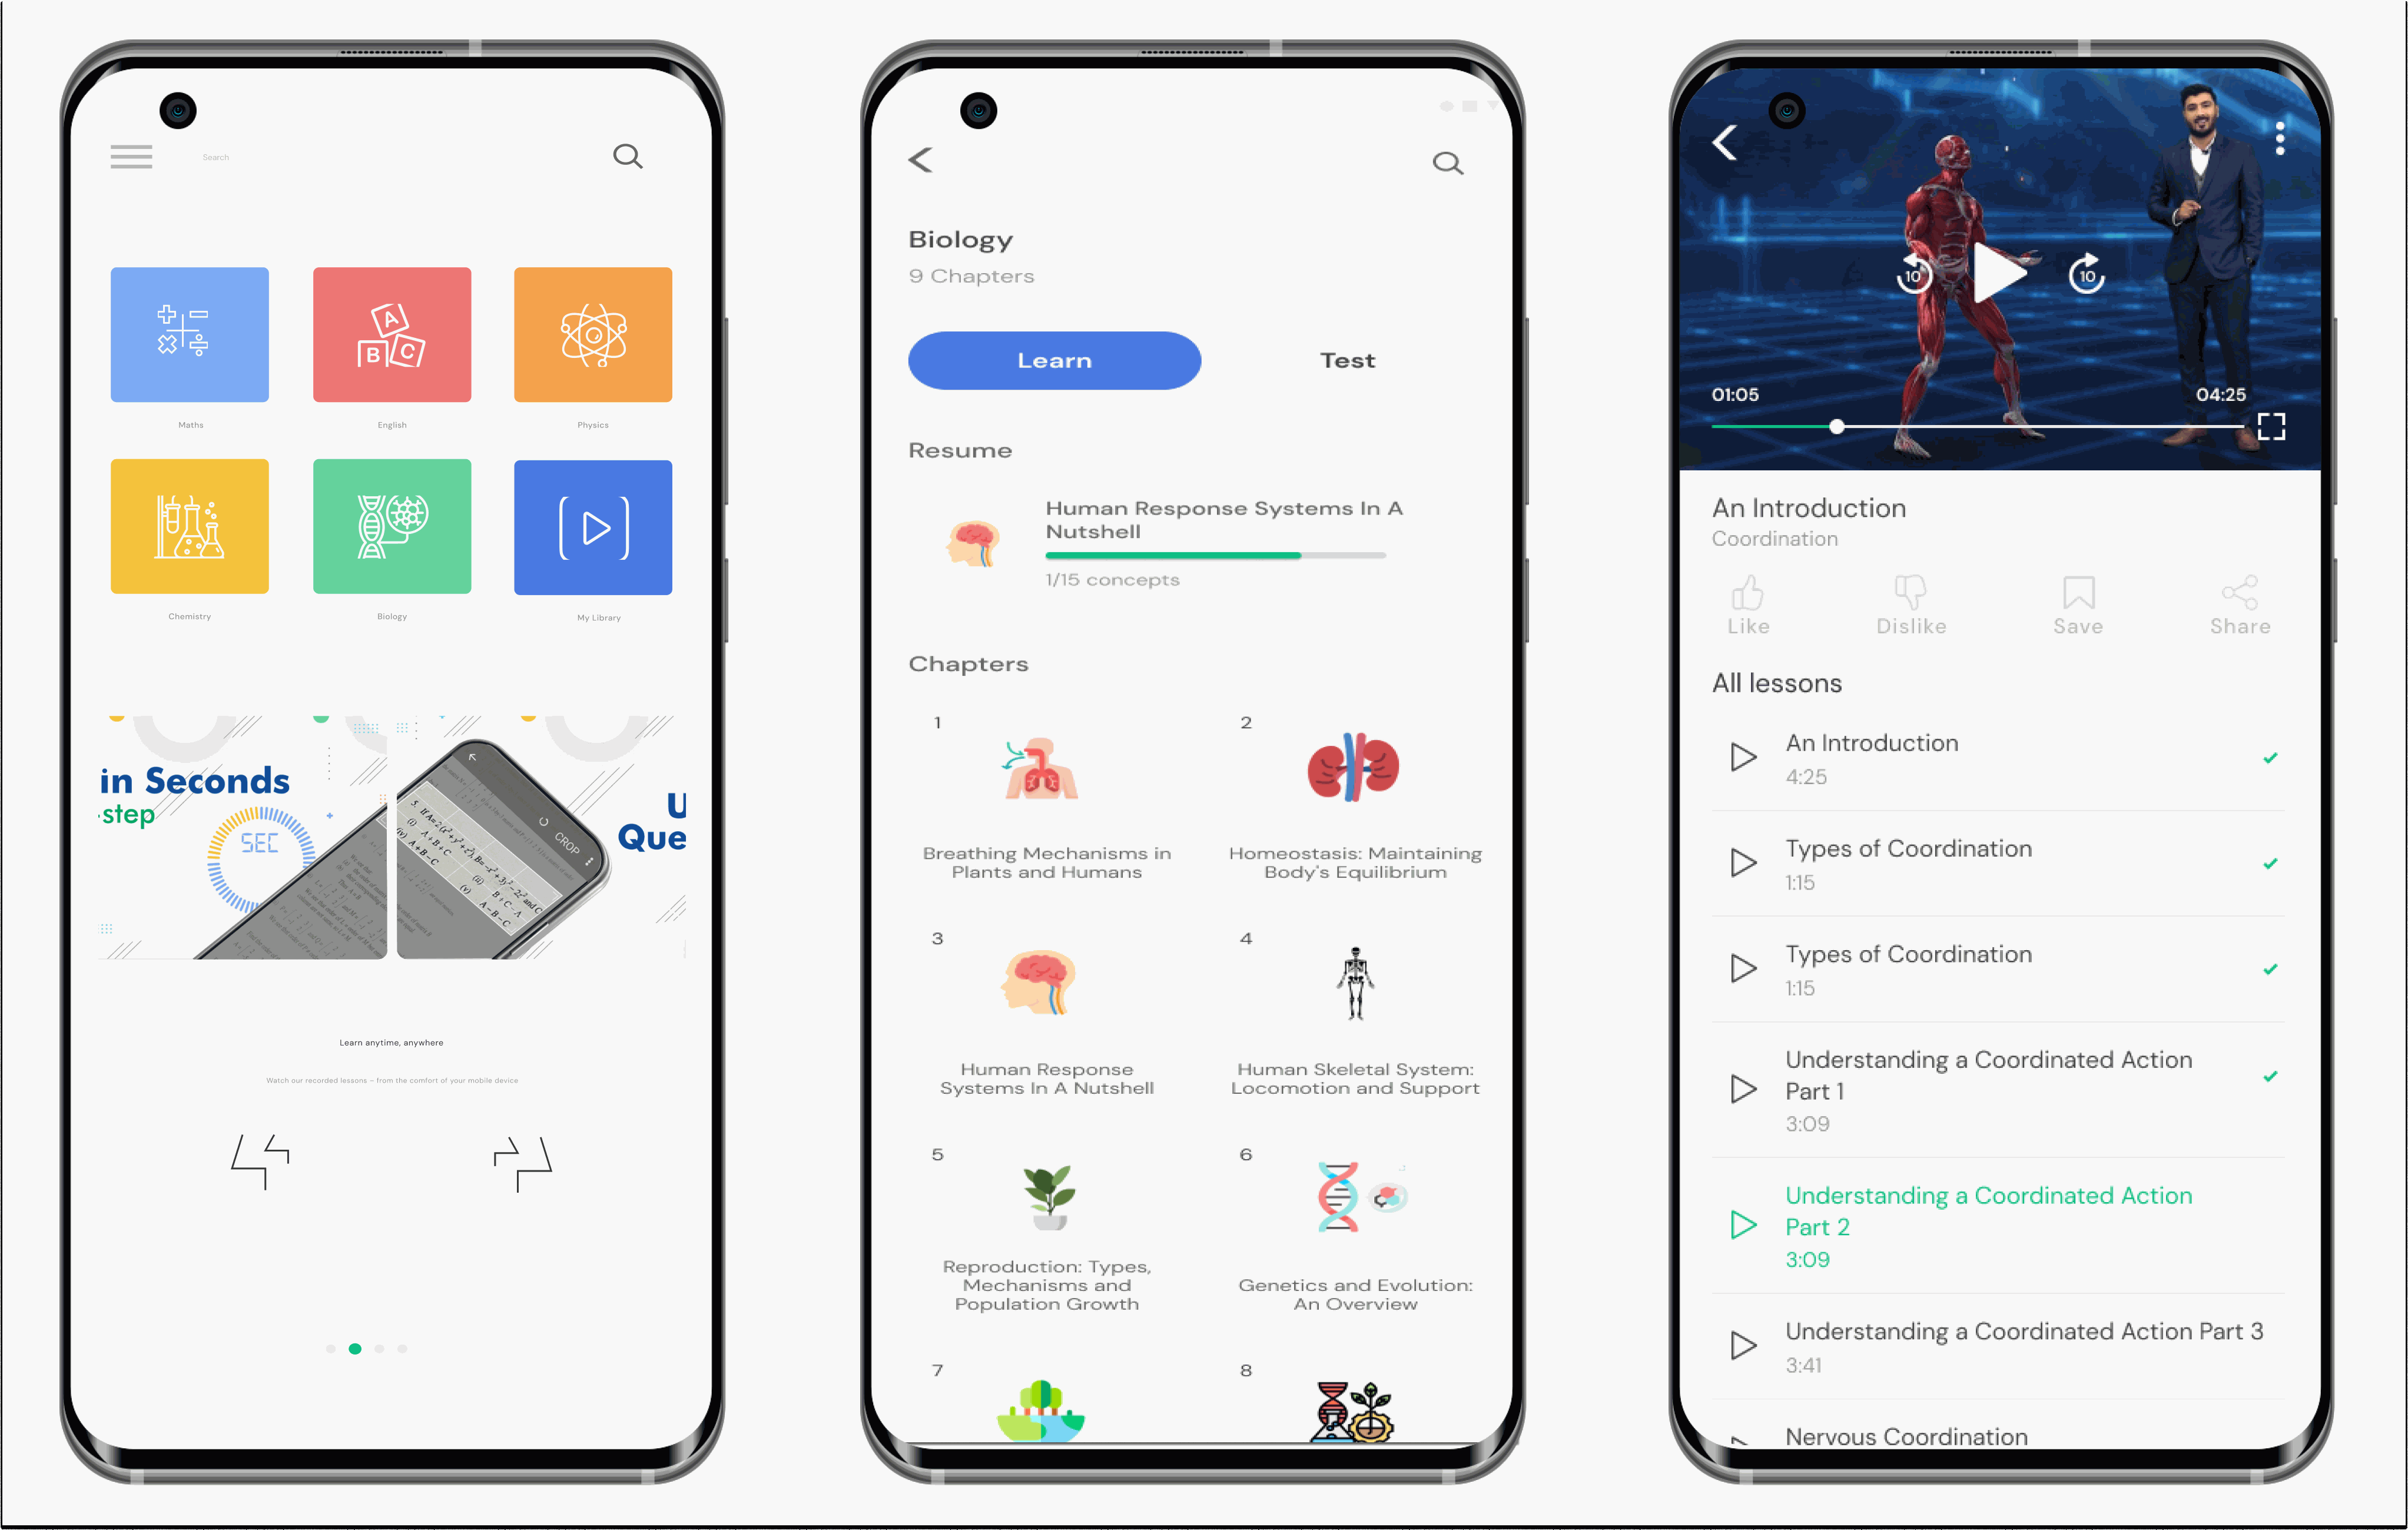 Search
A
B
C
Maths
English
Physics
Chemistry
Biology
My Library
in Seconds
step
SEC
CROP
U
Que
Learn anytime, anywhere
Watch our recorded lessons – from the comfort of your mobile device
Biology
9 Chapters
Learn
Test
Resume
Human Response Systems In A
Nutshell
1/15 concepts
Chapters
1
Breathing Mechanisms in
Plants and Humans
2
Homeostasis: Maintaining
Body's Equilibrium
3
Human Response
Systems In A Nutshell
4
Human Skeletal System:
Locomotion and Support
5
Reproduction: Types,
Mechanisms and
Population Growth
6
Genetics and Evolution:
An Overview
7
8
10
10
01:05
04:25
An Introduction
Coordination
Like
Dislike
Save
Share
All lessons
An Introduction
4:25
Types of Coordination
1:15
Types of Coordination
1:15
Understanding a Coordinated Action
Part 1
3:09
Understanding a Coordinated Action
Part 2
3:09
Understanding a Coordinated Action Part 3
3:41
Nervous Coordination